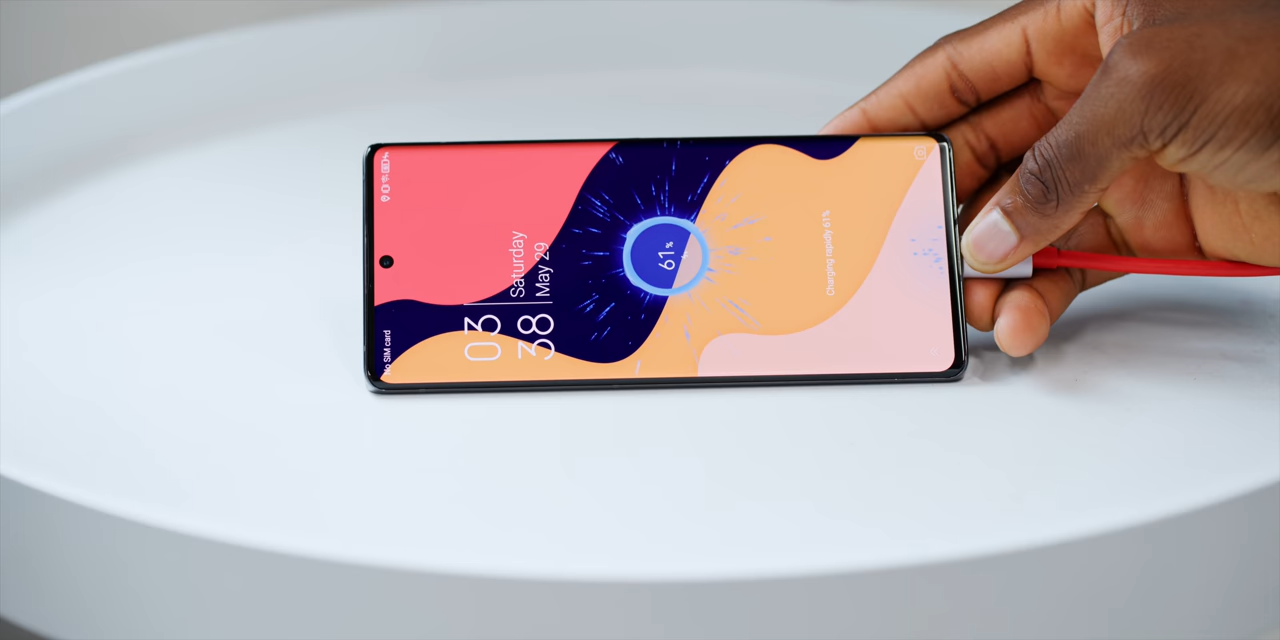 No SIM card
03
38
Saturday
May 29
61%
Charging rapidly 61%